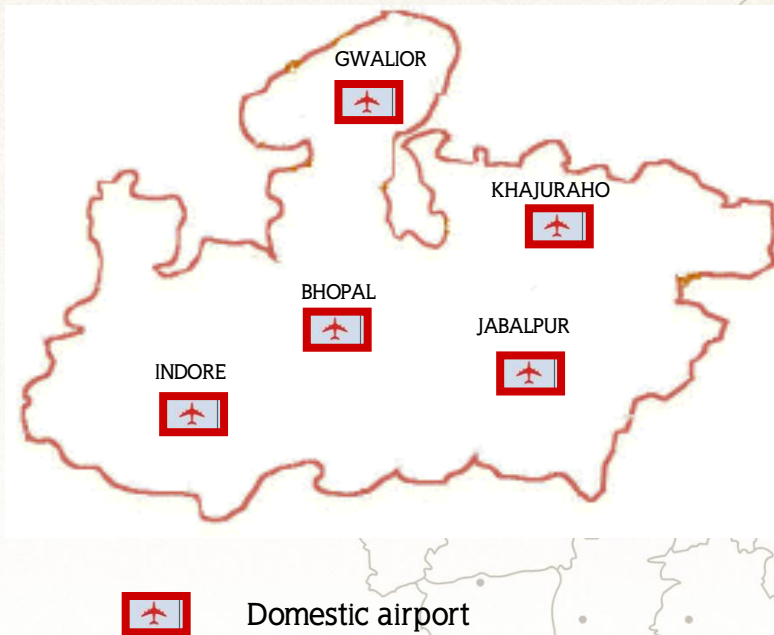 GWALIOR
KHAJURAHO
BHOPAL
JABALPUR
INDORE
Domestic airport